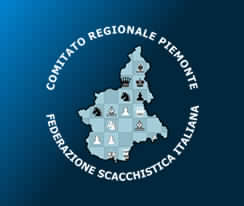 COMITATO REGIONALE PIEMONTE
FEDERAZIONE SCACCHISTICA ITALIANA